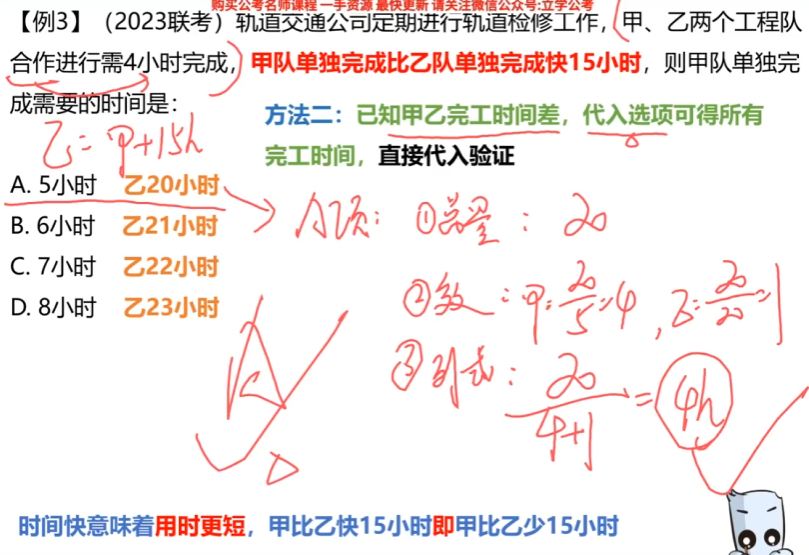 购买公考名师课程 一手资源 最快更新 请关注微信公众号:立学公考
【例3】（2023联考）轨道交通公司定期进行轨道检修工作，甲、乙两个工程队
合作进行需4小时完成，甲队单独完成比乙队单独完成快15小时，则甲队单独完
成需要的时间是：
方法二：已知甲乙完工时间差，代入选项可得所有
完工时间，直接代入验证
乙=甲+15h
A. 5小时 乙20小时
B. 6小时 乙21小时
C. 7小时 乙22小时
D. 8小时 乙23小时
A项：①总量：20
②效：甲=20/5=4，乙=20/20=1
③列式：20/4+1=4h
A
时间快意味着用时更短，甲比乙快15小时即甲比乙少15小时